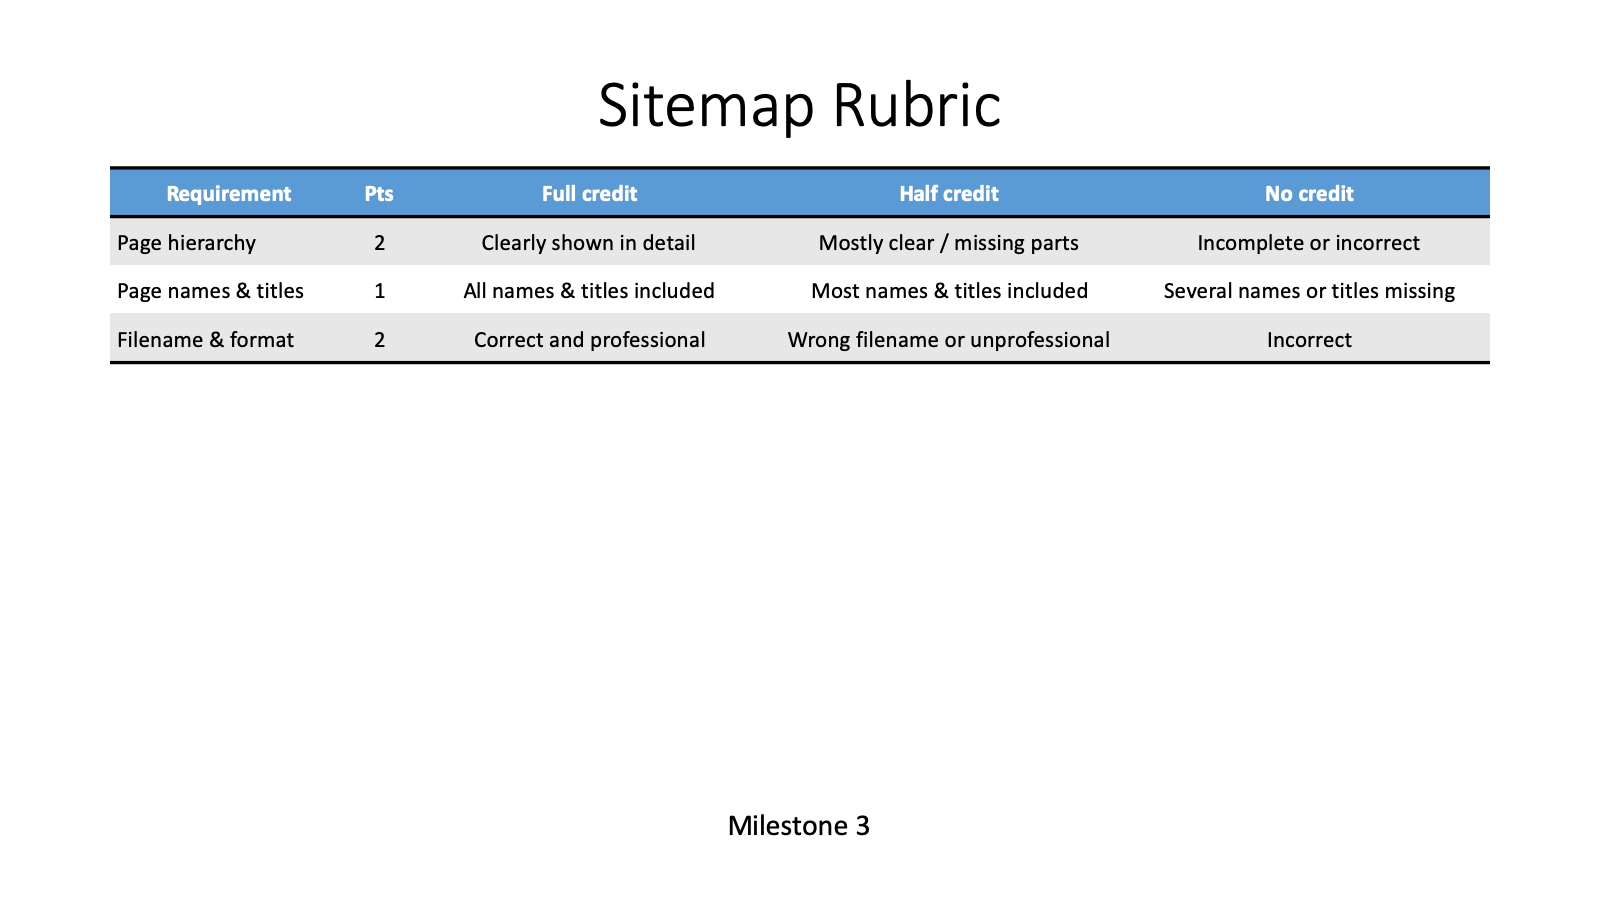 Sitemap Rubric
Requirement Pts Full credit Half credit No credit
Page hierarchy 2 Clearly shown in detail Mostly clear / missing parts Incomplete or incorrect
Page names & titles 1 All names & titles included Most names & titles included Several names or titles missing
Filename & format 2 Correct and professional Wrong filename or unprofessional Incorrect
Milestone 3